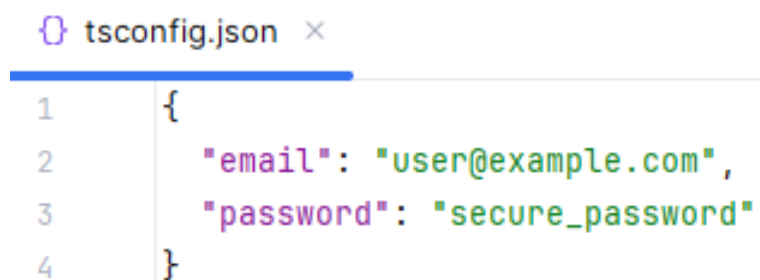 {} tsconfig.json ×
1 {
2 "email": "user@example.com",
3 "password": "secure_password"
4 }